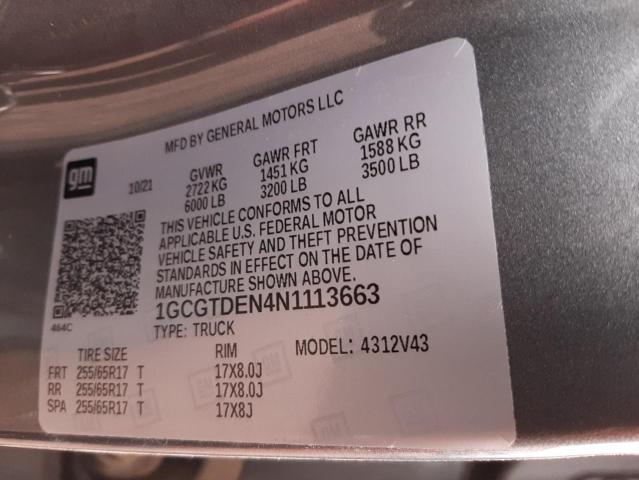 MFD BY GENERAL MOTORS LLC
gm 10/21 GVWR GAWR FRT GAWR RR
2722 KG 1451 KG 1588 KG
6000 LB 3200 LB 3500 LB
THIS VEHICLE CONFORMS TO ALL
APPLICABLE U.S. FEDERAL MOTOR
VEHICLE SAFETY AND THEFT PREVENTION
STANDARDS IN EFFECT ON THE DATE OF
MANUFACTURE SHOWN ABOVE.
1GCGTDEN4N1113663
464C
TYPE: TRUCK
TIRE SIZE RIM MODEL: 4312V43
FRT 255/65R17 T 17X8.0J
RR 255/65R17 T 17X8.0J
SPA 255/65R17 T 17X8J